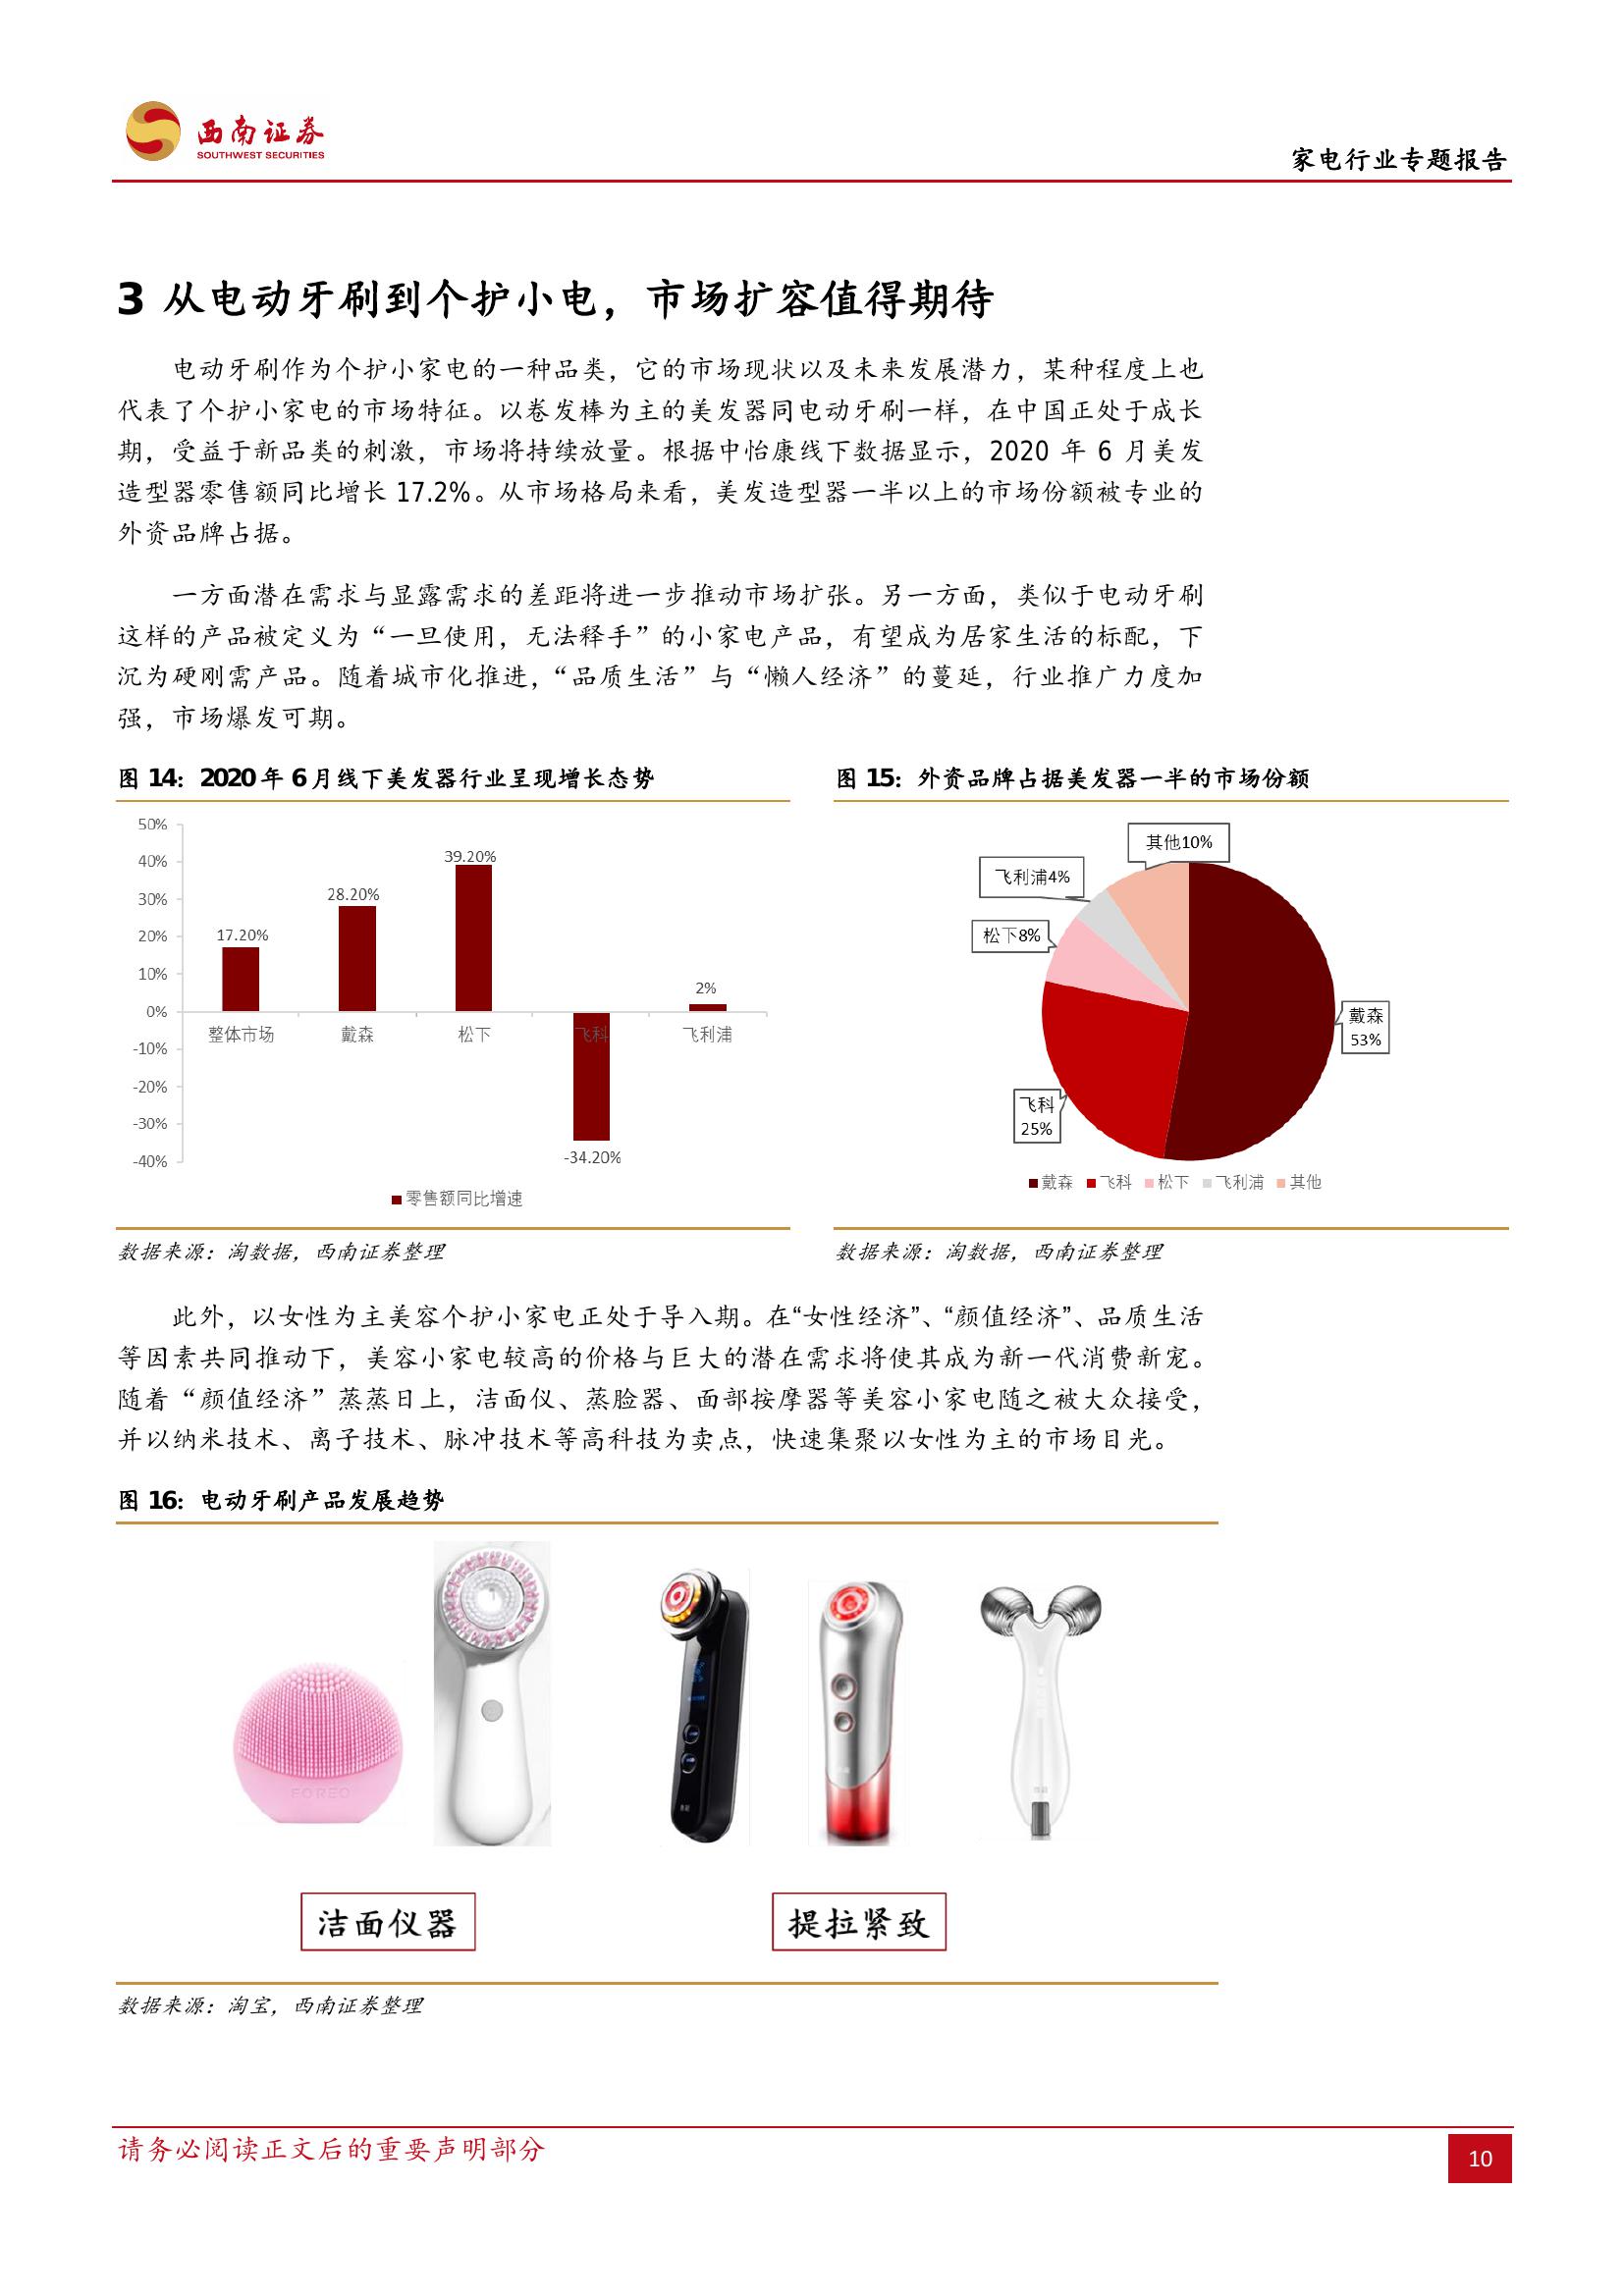 西南证券
SOUTHWEST SECURITIES
家电行业专题报告
3 从电动牙刷到个护小电，市场扩容值得期待
电动牙刷作为个护小家电的一种品类，它的市场现状以及未来发展潜力，某种程度上也
代表了个护小家电的市场特征。以卷发棒为主的美发器同电动牙刷一样，在中国正处于成长
期，受益于新品类的刺激，市场将持续放量。根据中怡康线下数据显示，2020 年 6 月美发
造型器零售额同比增长 17.2%。从市场格局来看，美发造型器一半以上的市场份额被专业的
外资品牌占据。
一方面潜在需求与显露需求的差距将进一步推动市场扩张。另一方面，类似于电动牙刷
这样的产品被定义为“一旦使用，无法释手”的小家电产品，有望成为居家生活的标配，下
沉为硬刚需产品。随着城市化推进，“品质生活”与“懒人经济”的蔓延，行业推广力度加
强，市场爆发可期。
图 14：2020 年 6 月线下美发器行业呈现增长态势
50%
40%
30%
20%
10%
0%
-10%
-20%
-30%
-40%
17.20%
28.20%
39.20%
-34.20%
2%
整体市场
戴森
松下
飞科
飞利浦
零售额同比增速
数据来源：淘数据，西南证券整理
图 15：外资品牌占据美发器一半的市场份额
其他10%
飞利浦4%
松下8%
戴森
53%
飞科
25%
戴森 飞科 松下 飞利浦 其他
数据来源：淘数据，西南证券整理
此外，以女性为主美容个护小家电正处于导入期。在“女性经济”、“颜值经济”、品质生活
等因素共同推动下，美容小家电较高的价格与巨大的潜在需求将使其成为新一代消费新宠。
随着“颜值经济”蒸蒸日上，洁面仪、蒸脸器、面部按摩器等美容小家电随之被大众接受，
并以纳米技术、离子技术、脉冲技术等高科技为卖点，快速集聚以女性为主的市场目光。
图 16：电动牙刷产品发展趋势
FOREO
洁面仪器
提拉紧致
数据来源：淘宝，西南证券整理
请务必阅读正文后的重要声明部分
10